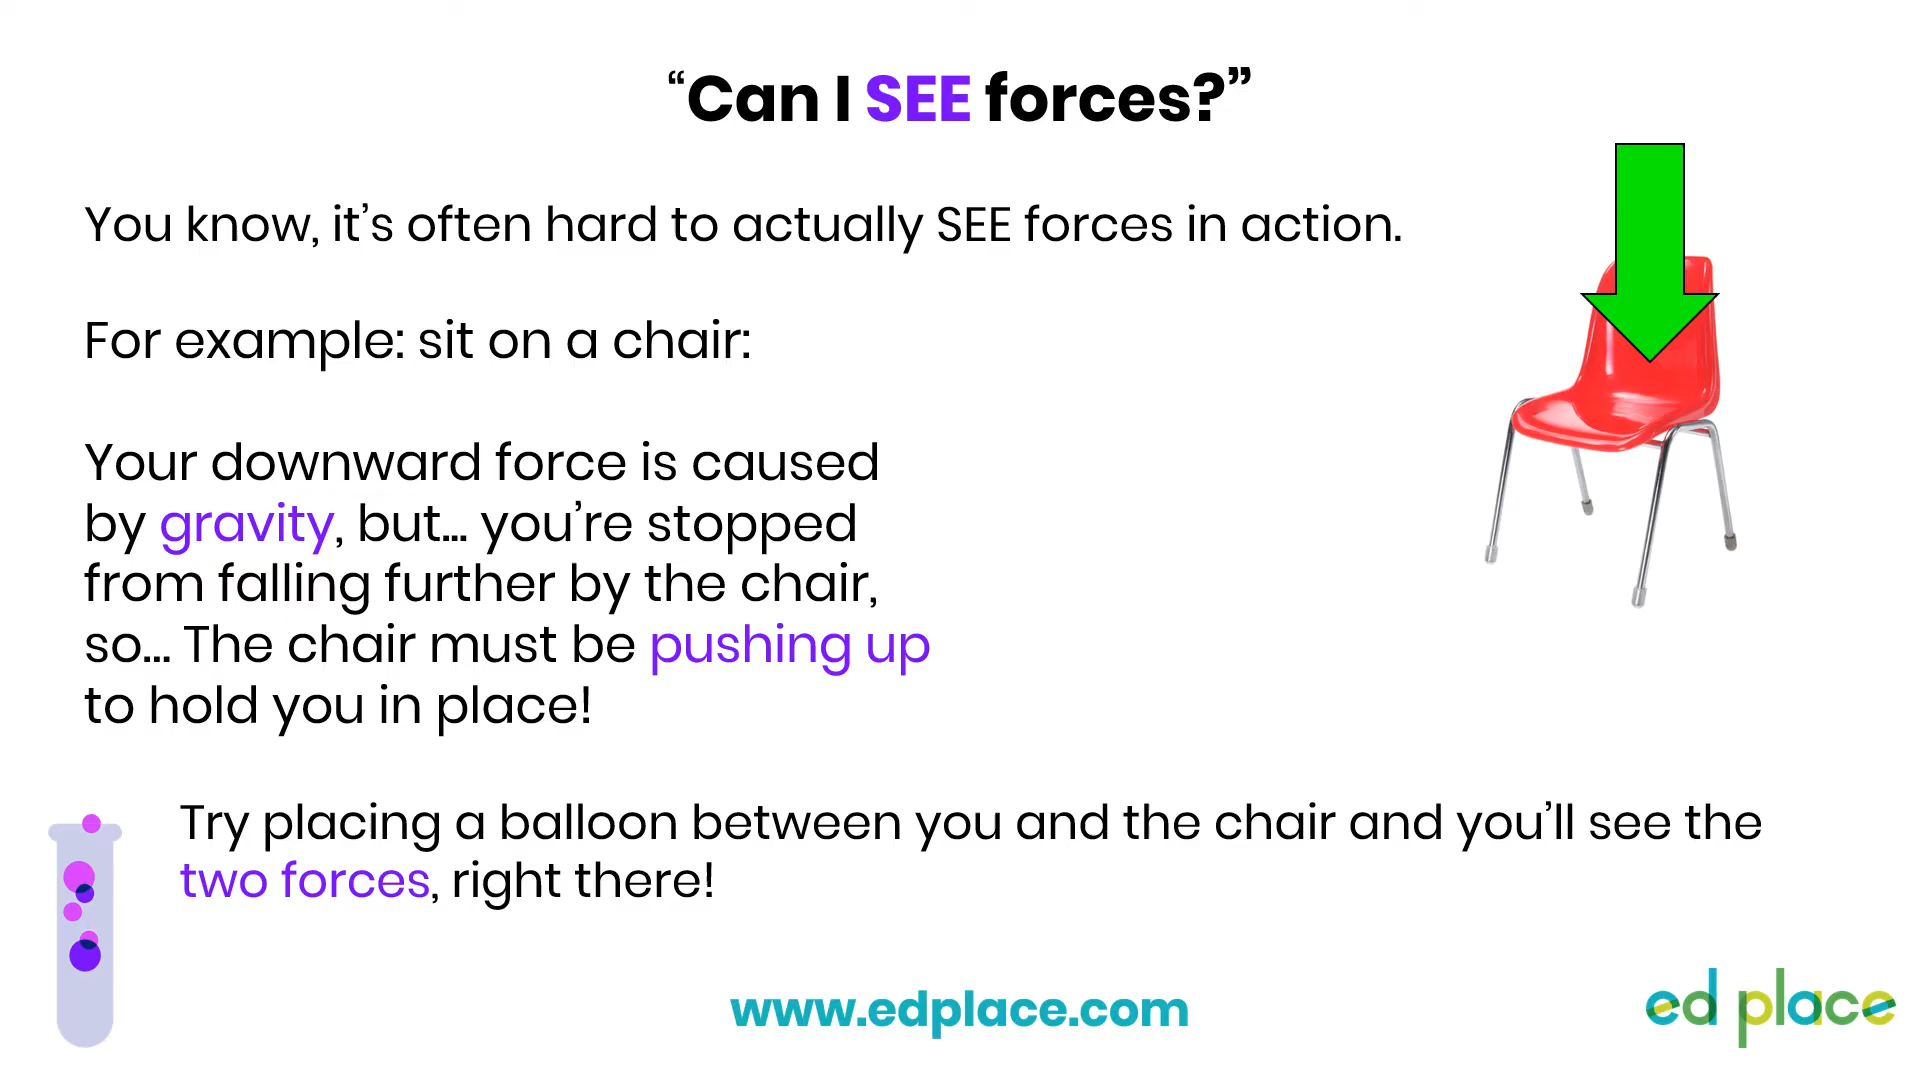 “Can I SEE forces?”
You know, it’s often hard to actually SEE forces in action.
For example: sit on a chair:
Your downward force is caused
by gravity, but... you’re stopped
from falling further by the chair,
so... The chair must be pushing up
to hold you in place!
Try placing a balloon between you and the chair and you’ll see the
two forces, right there!
www.edplace.com
ed place